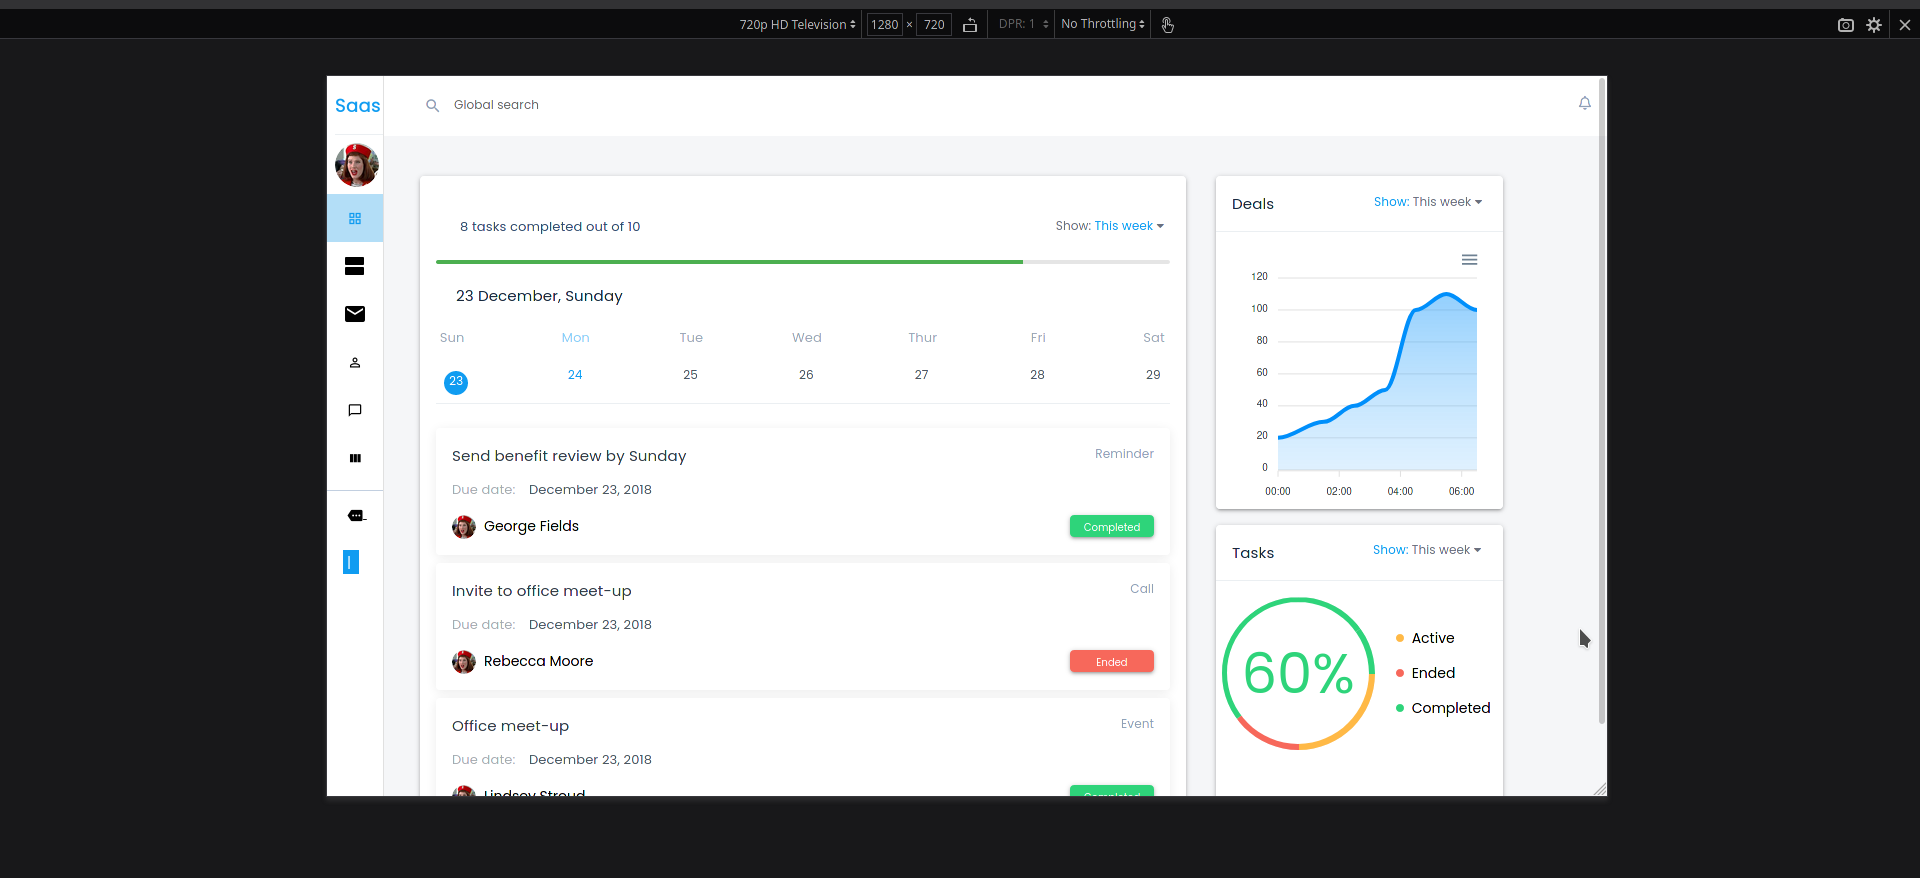 720p HD Television 1280 × 720 DPR: 1 No Throttling
Saas
Global search
8 tasks completed out of 10
Show: This week
23 December, Sunday
Sun Mon Tue Wed Thur Fri Sat
23 24 25 26 27 28 29
Send benefit review by Sunday
Reminder
Due date: December 23, 2018
George Fields
Completed
Invite to office meet-up
Call
Due date: December 23, 2018
Rebecca Moore
Ended
Office meet-up
Event
Due date: December 23, 2018
Lindsey Stroud
Completed
Deals
Show: This week
120
100
80
60
40
20
0
00:00 02:00 04:00 06:00
Tasks
Show: This week
60%
Active
Ended
Completed